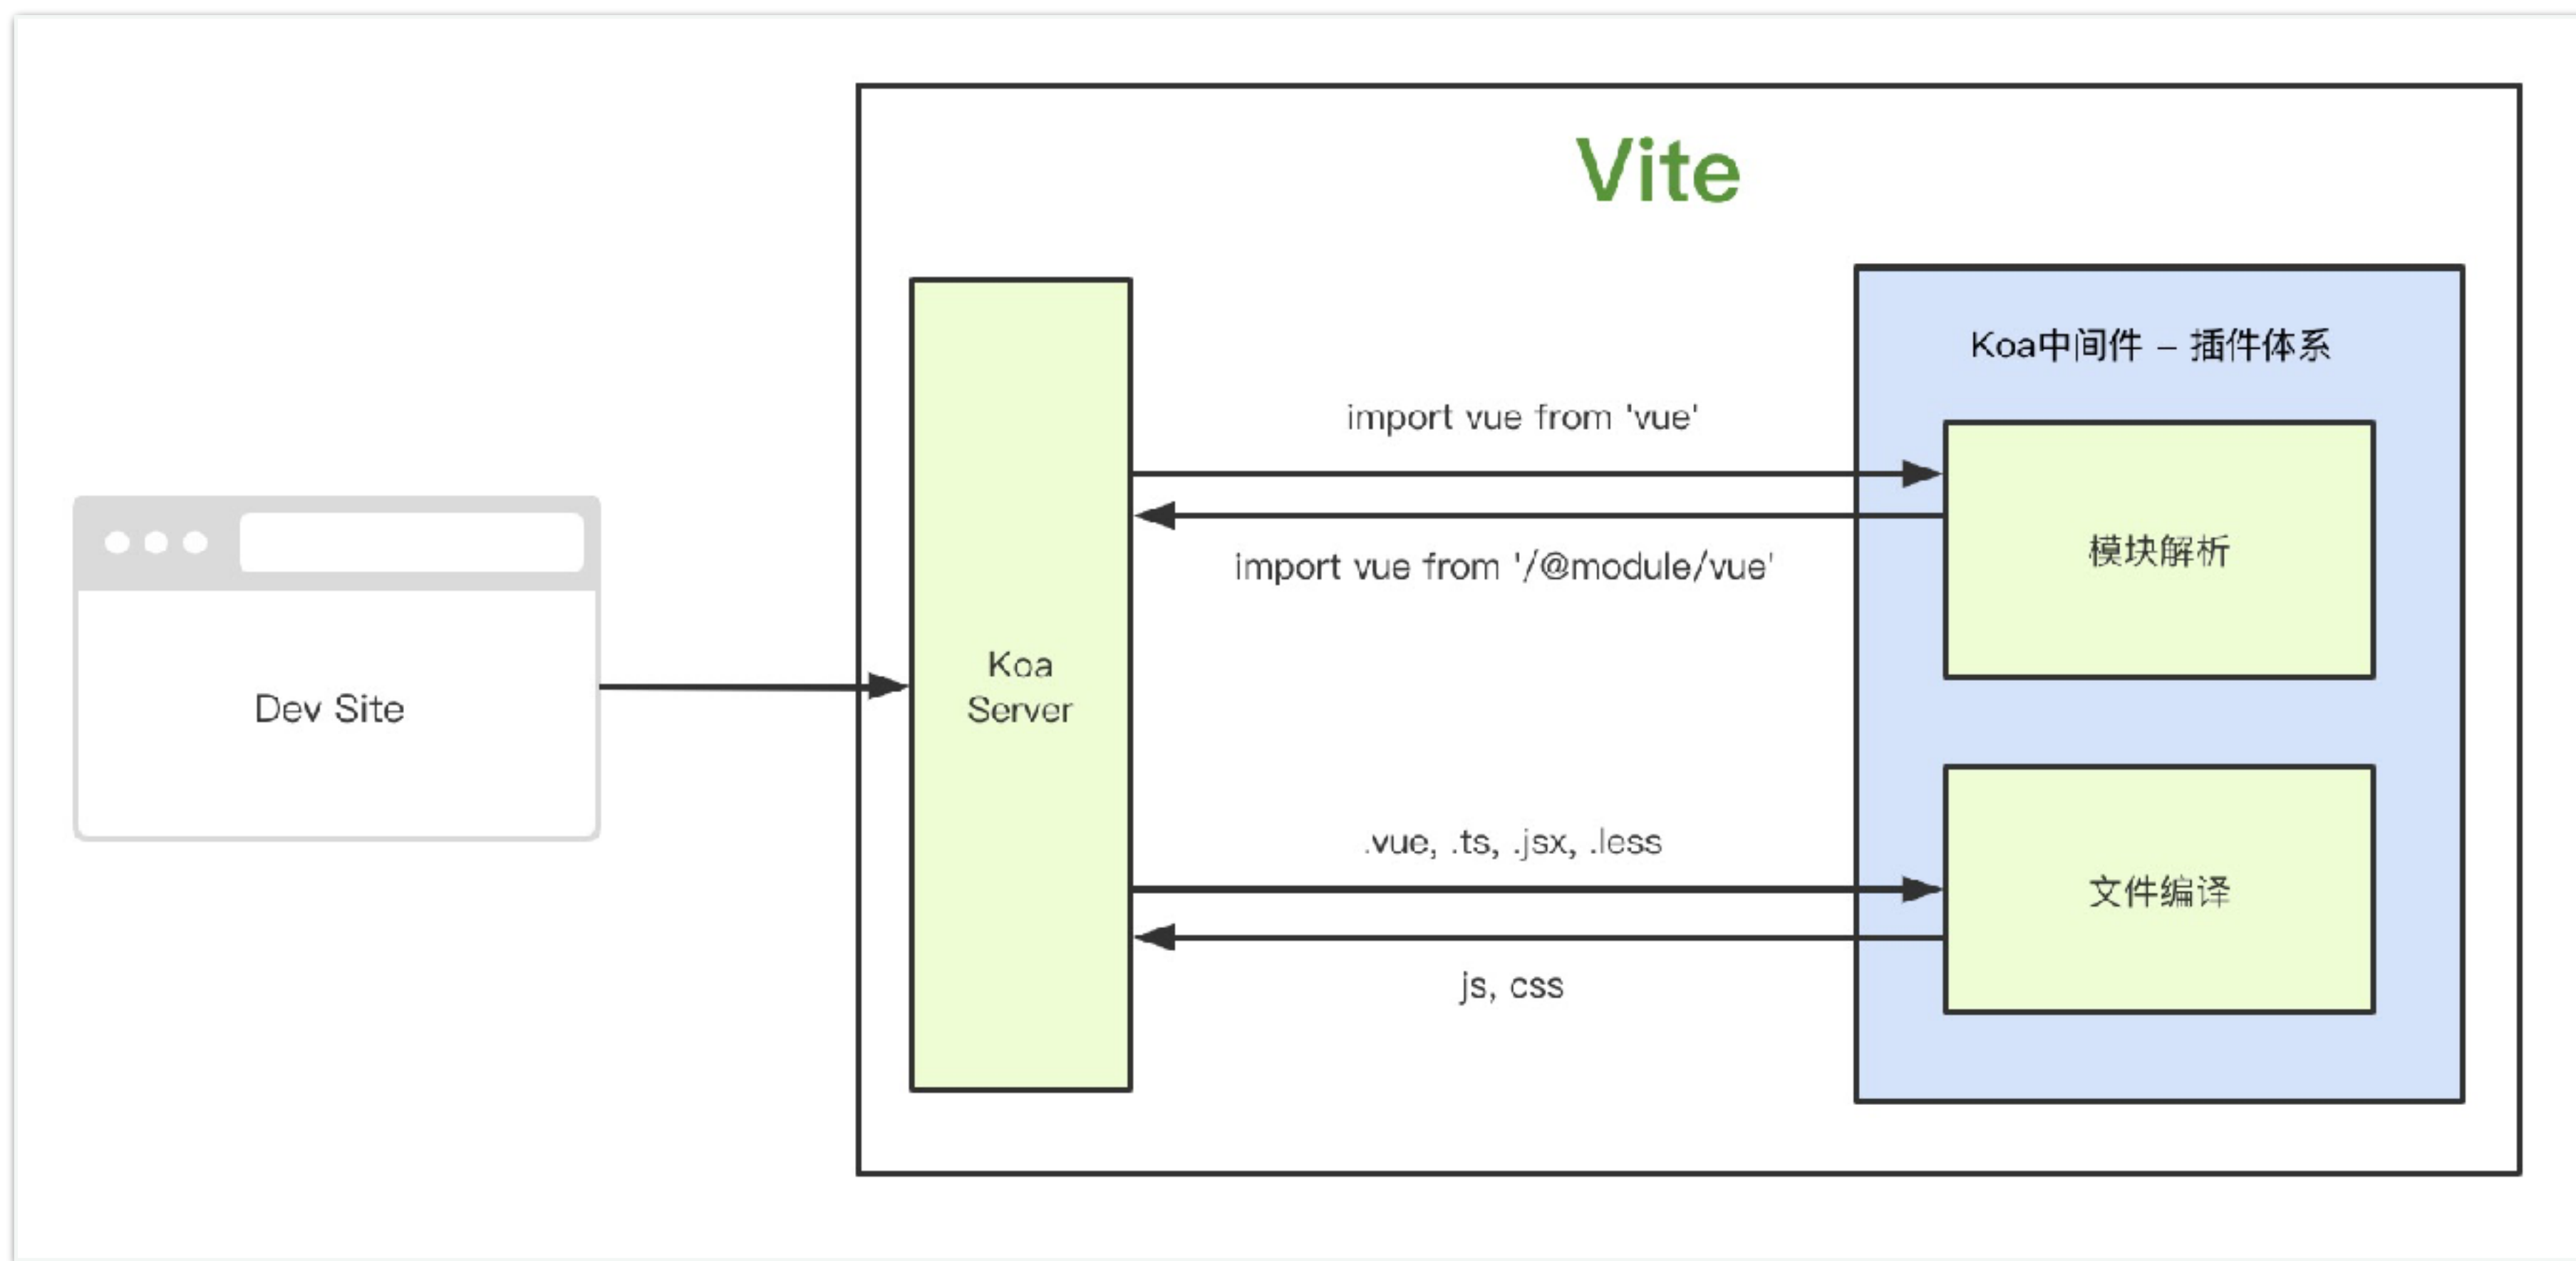 Vite
Koa中间件 – 插件体系
import vue from 'vue'
模块解析
import vue from '/@module/vue'
Koa
Server
Dev Site
.vue, .ts, .jsx, .less
文件编译
js, css